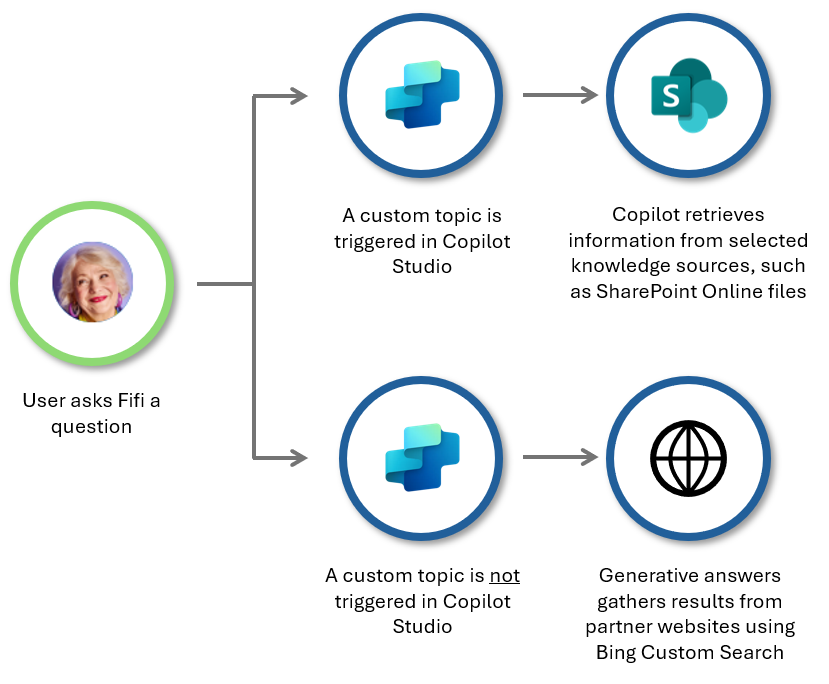 User asks Fifi a
question
A custom topic is
triggered in Copilot
Studio
S
Copilot retrieves
information from selected
knowledge sources, such
as SharePoint Online files
A custom topic is not
triggered in Copilot
Studio
Generative answers
gathers results from
partner websites using
Bing Custom Search